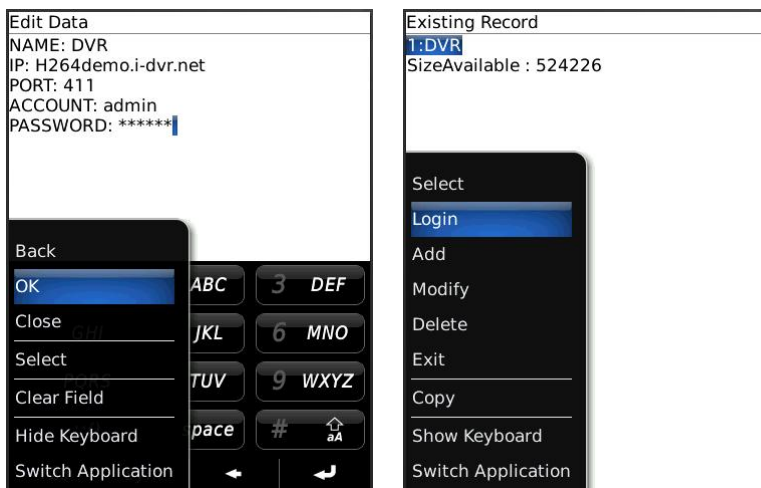 Edit Data
NAME: DVR
IP: H264demo.i-dvr.net
PORT: 411
ACCOUNT: admin
PASSWORD: ******
Back
OK
Close
Select
Clear Field
Hide Keyboard
Switch Application
ABC
3 DEF
GHI
JKL
6 MNO
PQRS
TUV
9 WXYZ
pace
#
aA
Existing Record
1:DVR
SizeAvailable : 524226
Select
Login
Add
Modify
Delete
Exit
Copy
Show Keyboard
Switch Application